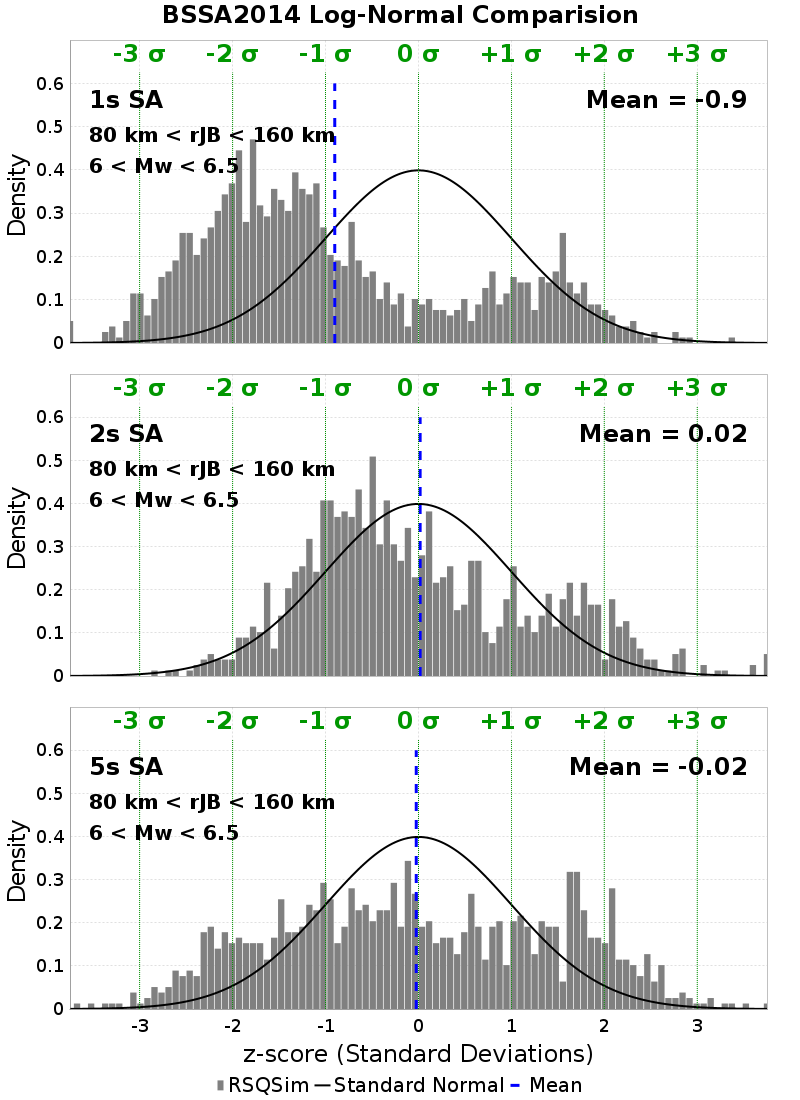 BSSA2014 Log-Normal Comparision
-3 σ -2 σ -1 σ 0 σ +1 σ +2 σ +3 σ
0.6
0.5
0.4
0.3
0.2
0.1
0
Density
1s SA
Mean = -0.9
80 km < rJB < 160 km
6 < Mw < 6.5
-3 σ -2 σ -1 σ 0 σ +1 σ +2 σ +3 σ
0.6
0.5
0.4
0.3
0.2
0.1
0
Density
2s SA
Mean = 0.02
80 km < rJB < 160 km
6 < Mw < 6.5
-3 σ -2 σ -1 σ 0 σ +1 σ +2 σ +3 σ
0.6
0.5
0.4
0.3
0.2
0.1
0
Density
5s SA
Mean = -0.02
80 km < rJB < 160 km
6 < Mw < 6.5
-3 -2 -1 0 1 2 3
z-score (Standard Deviations)
RSQSim Standard Normal Mean